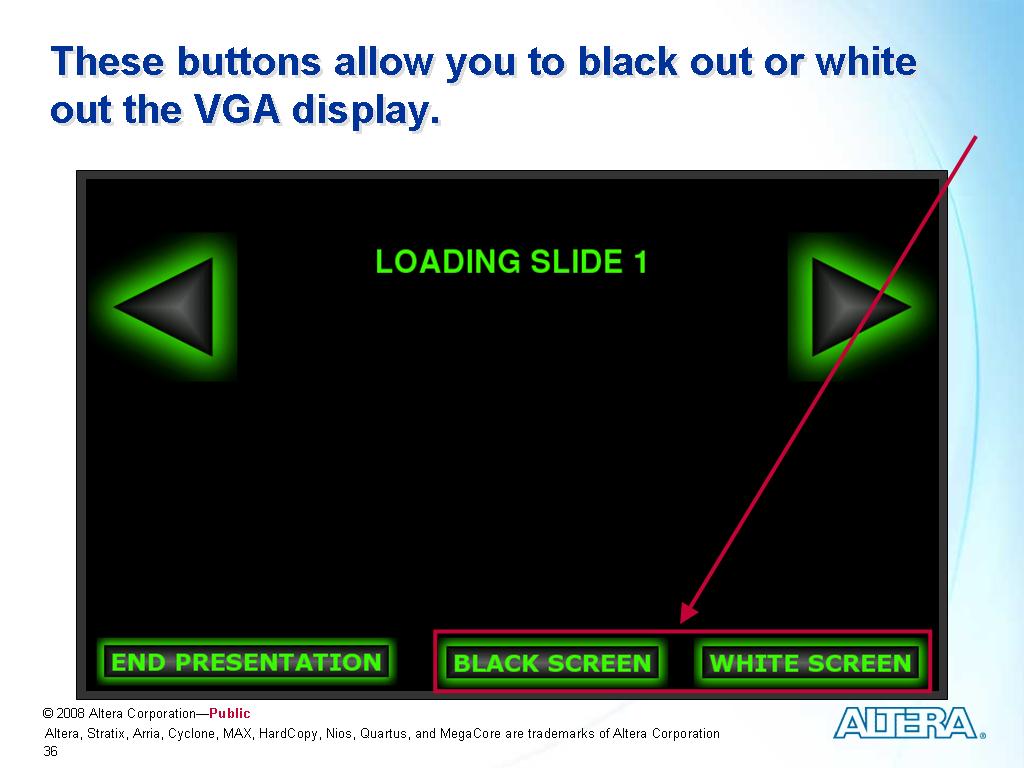 These buttons allow you to black out or white
out the VGA display.
LOADING SLIDE 1
END PRESENTATION
BLACK SCREEN
WHITE SCREEN
© 2008 Altera Corporation—Public
Altera, Stratix, Arria, Cyclone, MAX, HardCopy, Nios, Quartus, and MegaCore are trademarks of Altera Corporation
36
ALTERA®